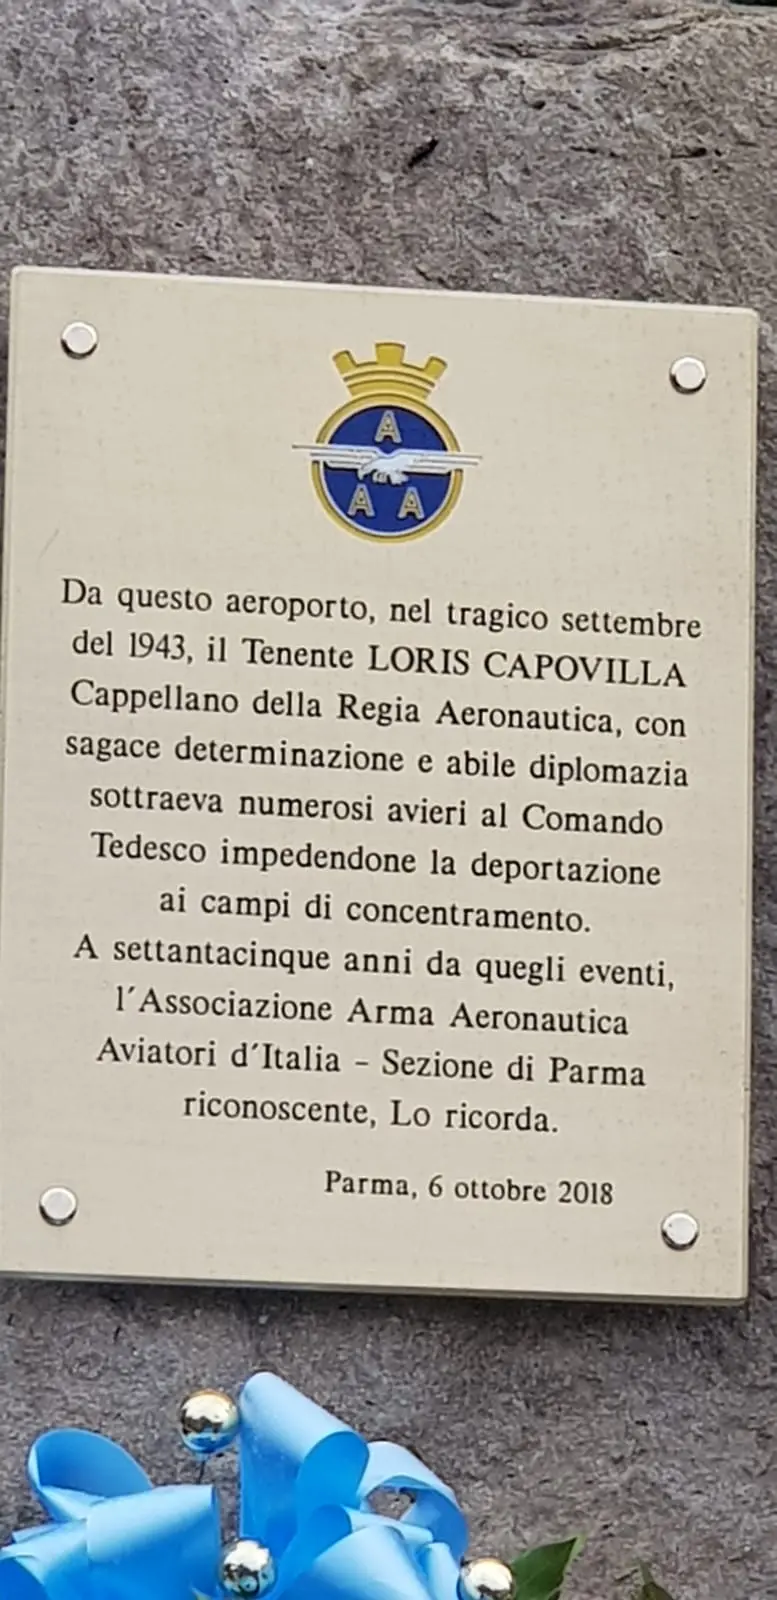 A
A A
Da questo aeroporto, nel tragico settembre
del 1943, il Tenente LORIS CAPOVILLA
Cappellano della Regia Aeronautica, con
sagace determinazione e abile diplomazia
sottraeva numerosi avieri al Comando
Tedesco impedendone la deportazione
ai campi di concentramento.
A settantacinque anni da quegli eventi,
l´Associazione Arma Aeronautica
Aviatori d´Italia - Sezione di Parma
riconoscente, Lo ricorda.
Parma, 6 ottobre 2018